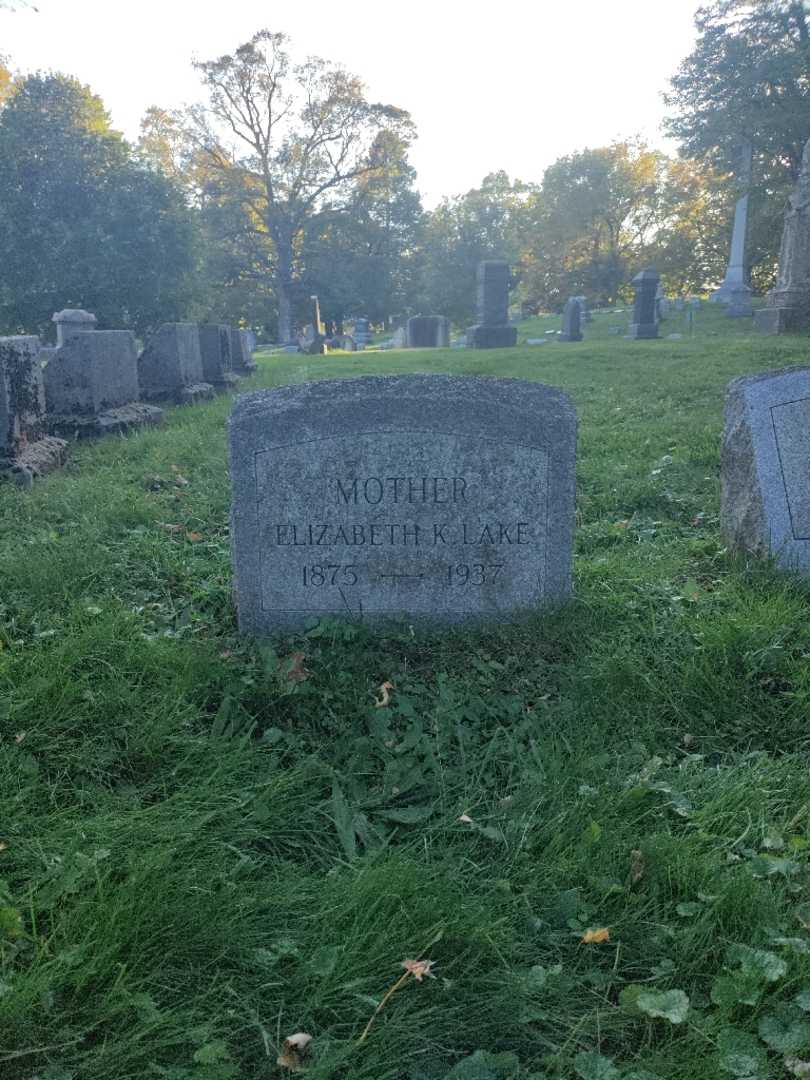 MOTHER
ELIZABETH K. LAKE
1875 — 1937